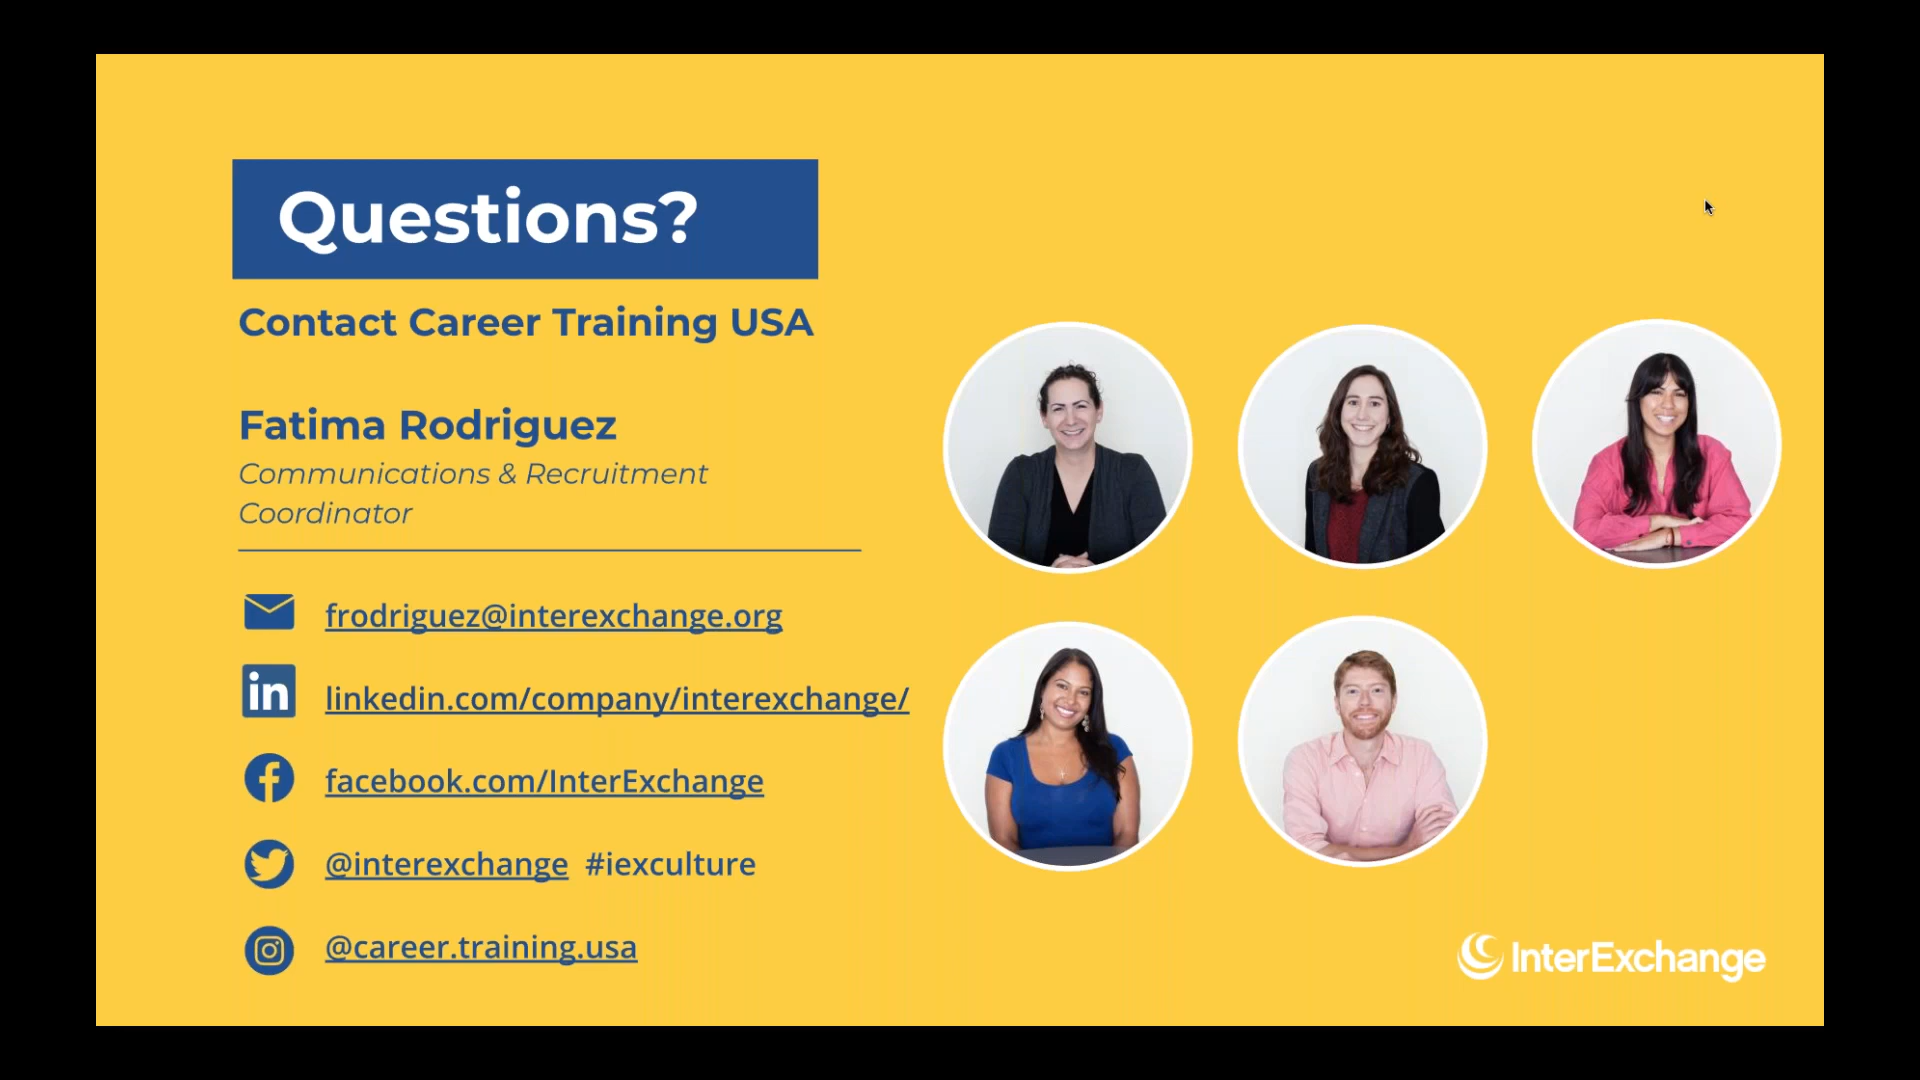 Questions?
Contact Career Training USA
Fatima Rodriguez
Communications & Recruitment
Coordinator
frodriguez@interexchange.org
in
linkedin.com/company/interexchange/
facebook.com/InterExchange
@interexchange #iexculture
@career.training.usa
InterExchange